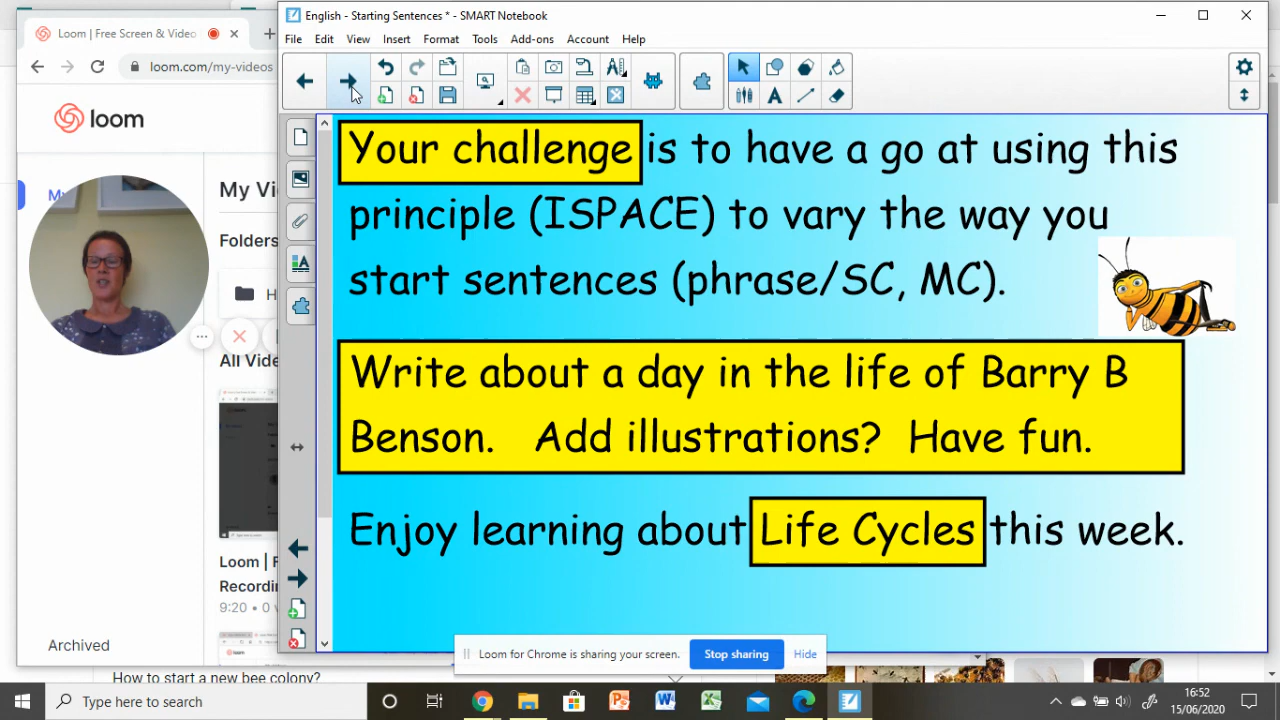 English - Starting Sentences * - SMART Notebook
Loom | Free Screen & Video
File Edit View Insert Format Tools Add-ons Account Help
loom.com/my-videos
loom
My
My Vi
Folders
H
All Vide
Loom | F
Recordin
9:20 • 0 v
Archived
How to start a new bee colony?
Your challenge is to have a go at using this
principle (ISPACE) to vary the way you
start sentences (phrase/SC, MC).
Write about a day in the life of Barry B
Benson. Add illustrations? Have fun.
Enjoy learning about Life Cycles this week.
Loom for Chrome is sharing your screen. Stop sharing Hide
Type here to search
16:52
15/06/2020